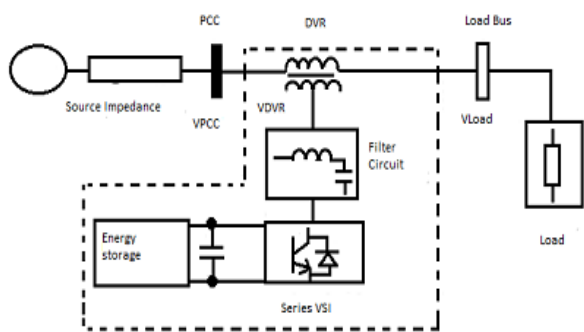 PCC
DVR
Load Bus
Source Impedance
VPCC
VDVR
VLoad
Filter
Circuit
Energy
storage
Load
Series VSI